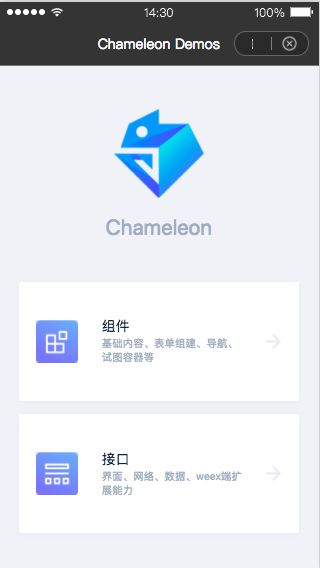 14:30
100%
Chameleon Demos
Chameleon
组件
基础内容、表单组建、导航、
试图容器等
接口
界面、网络、数据、weex端扩
展能力